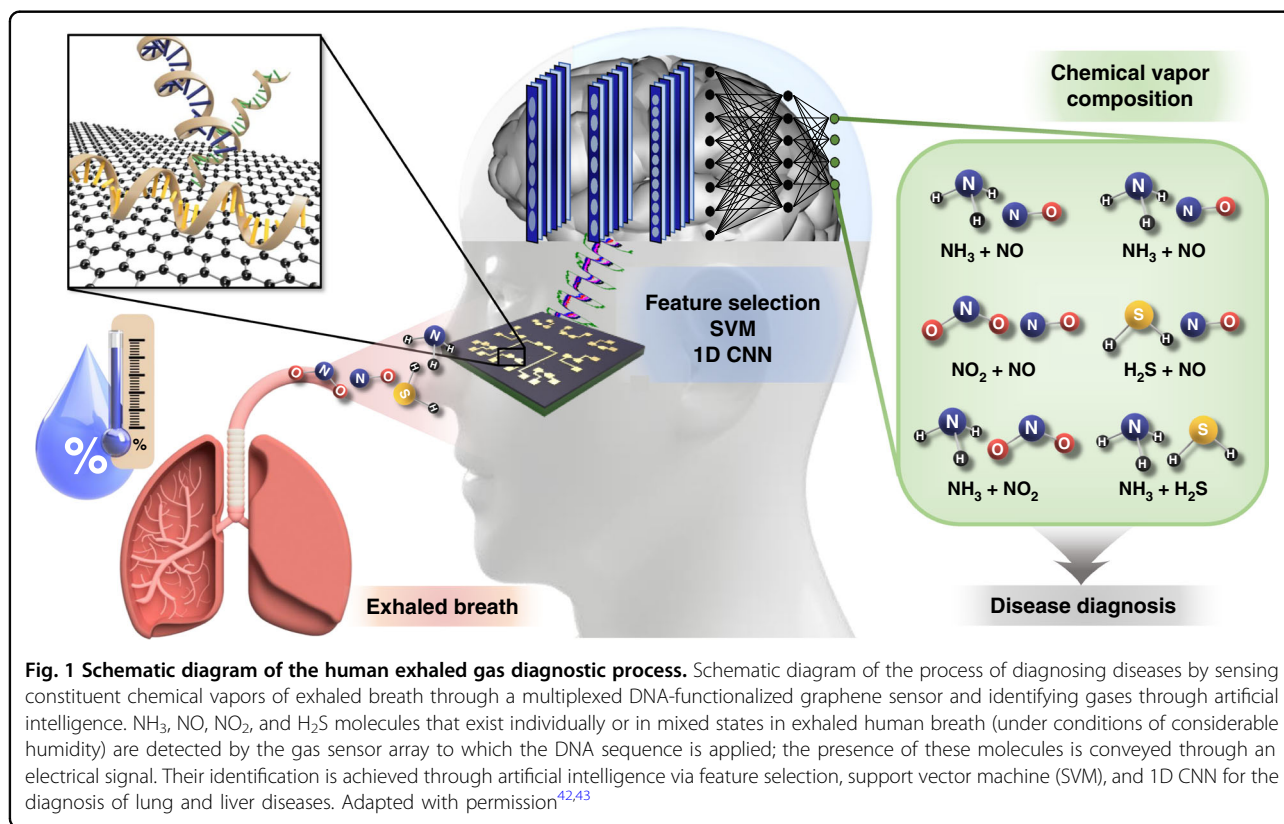 Chemical vapor
composition
N H H H N O
NH₃ + NO
H N H H N O
NH₃ + NO
O N O N O
NO₂ + NO
S H H N O
H₂S + NO
H N H H O N O
NH₃ + NO₂
H N H H S H
NH₃ + H₂S
Feature selection
SVM
1D CNN
%
%
O N O N O S H H N H H H
Exhaled breath
Disease diagnosis
Fig. 1 Schematic diagram of the human exhaled gas diagnostic process. Schematic diagram of the process of diagnosing diseases by sensing
constituent chemical vapors of exhaled breath through a multiplexed DNA-functionalized graphene sensor and identifying gases through artificial
intelligence. NH₃, NO, NO₂, and H₂S molecules that exist individually or in mixed states in exhaled human breath (under conditions of considerable
humidity) are detected by the gas sensor array to which the DNA sequence is applied; the presence of these molecules is conveyed through an
electrical signal. Their identification is achieved through artificial intelligence via feature selection, support vector machine (SVM), and 1D CNN for the
diagnosis of lung and liver diseases. Adapted with permission⁴²,⁴³